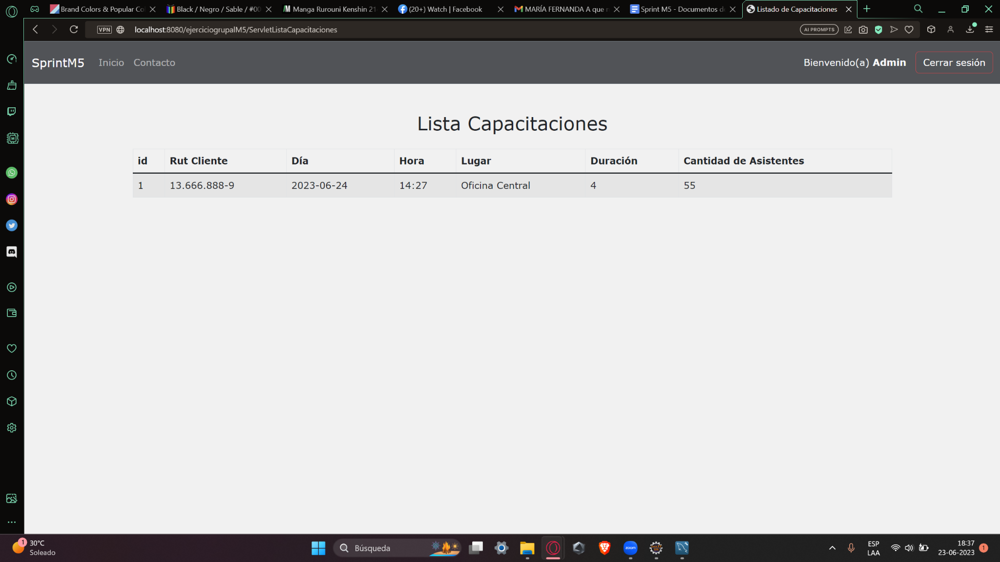 Brand Colors & Popular Co
Black / Negro / Sable / #00
Manga Rurouni Kenshin 21
(20+) Watch | Facebook
MARÍA FERNANDA A que
Sprint M5 - Documentos d
Listado de Capacitaciones
VPN
localhost:8080/ejerciciogrupalM5/ServletListaCapacitaciones
AI PROMPTS
SprintM5
Inicio
Contacto
Bienvenido(a) Admin
Cerrar sesión
Lista Capacitaciones
id Rut Cliente Día Hora Lugar Duración Cantidad de Asistentes
1 13.666.888-9 2023-06-24 14:27 Oficina Central 4 55
1
30°C
Soleado
Búsqueda
zoom
ESP
LAA
18:37
23-06-2023
1